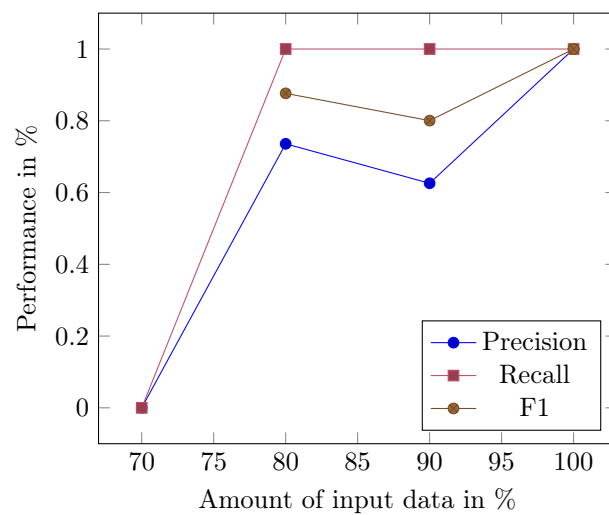 1
0.8
0.6
0.4
0.2
0
Performance in %
Precision
Recall
F1
70 75 80 85 90 95 100
Amount of input data in %